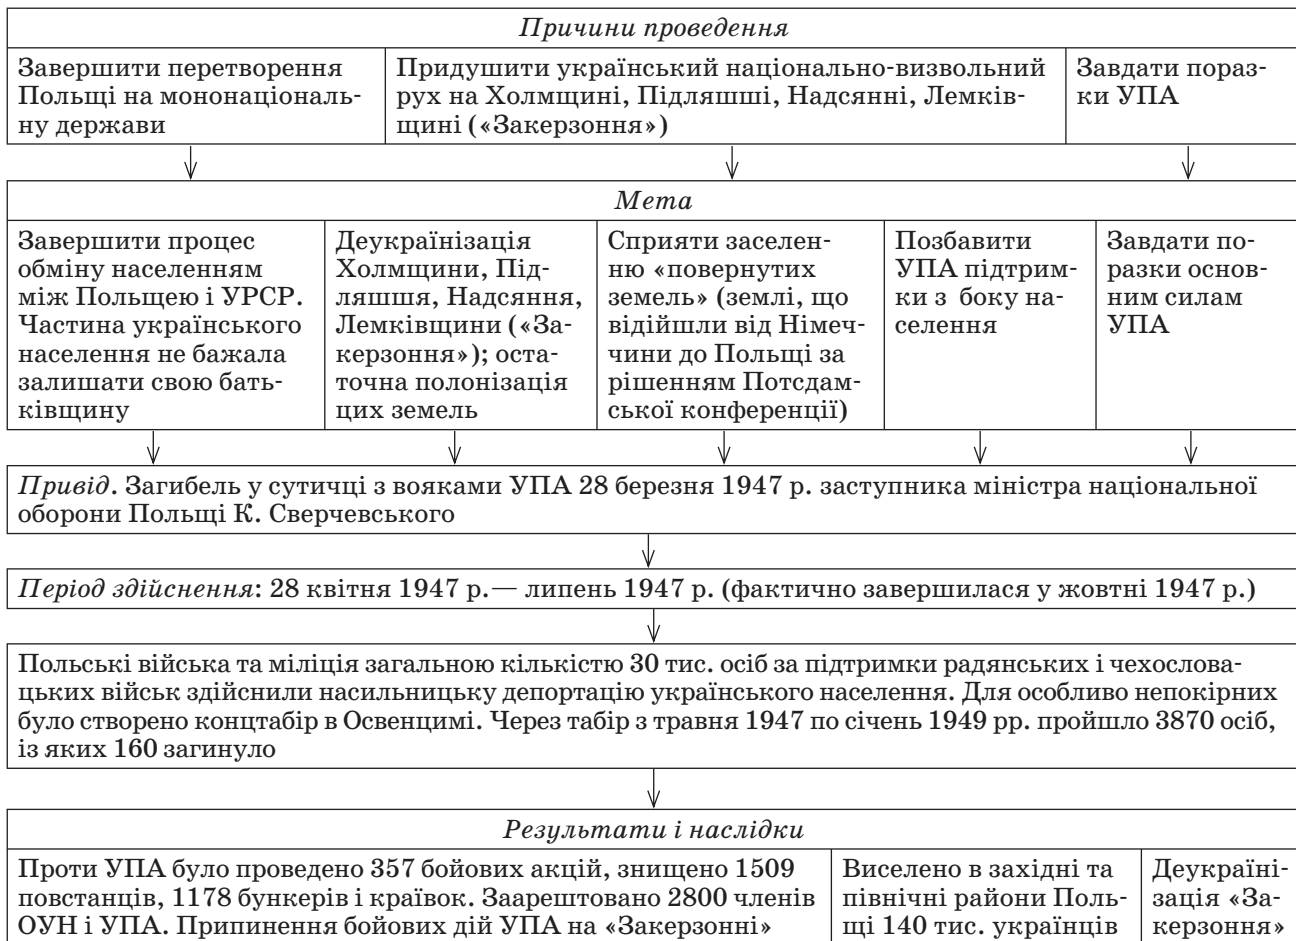 Причини проведення
Завершити перетворення
Польщі на мононаціональ-
ну держави
Придушити український національно-визвольний
рух на Холмщині, Підляшші, Надсянні, Лемків-
щині («Закерзоння»)
Завдати пораз-
ки УПА
Мета
Завершити процес
обміну населенням
між Польщею і УРСР.
Частина українського
населення не бажала
залишати свою бать-
ківщину
Деукраїнізація
Холмщини, Під-
ляшшя, Надсяння,
Лемківщини («За-
керзоння»); оста-
точна полонізація
цих земель
Сприяти заселен-
ню «повернутих
земель» (землі, що
відійшли від Німеч-
чини до Польщі за
рішенням Потсдам-
ської конференції)
Позбавити
УПА підтрим-
ки з боку на-
селення
Завдати по-
разки основ-
ним силам
УПА
Привід. Загибель у сутичці з вояками УПА 28 березня 1947 р. заступника міністра національної
оборони Польщі К. Сверчевського
Період здійснення: 28 квітня 1947 р.— липень 1947 р. (фактично завершилася у жовтні 1947 р.)
Польські війська та міліція загальною кількістю 30 тис. осіб за підтримки радянських і чехослова-
цьких військ здійснили насильницьку депортацію українського населення. Для особливо непокірних
було створено концтабір в Освенцимі. Через табір з травня 1947 по січень 1949 рр. пройшло 3870 осіб,
із яких 160 загинуло
Результати і наслідки
Проти УПА було проведено 357 бойових акцій, знищено 1509
повстанців, 1178 бункерів і краївок. Заарештовано 2800 членів
ОУН і УПА. Припинення бойових дій УПА на «Закерзонні»
Виселено в західні та
північні райони Поль-
щі 140 тис. українців
Деукраїні-
зація «За-
керзоння»